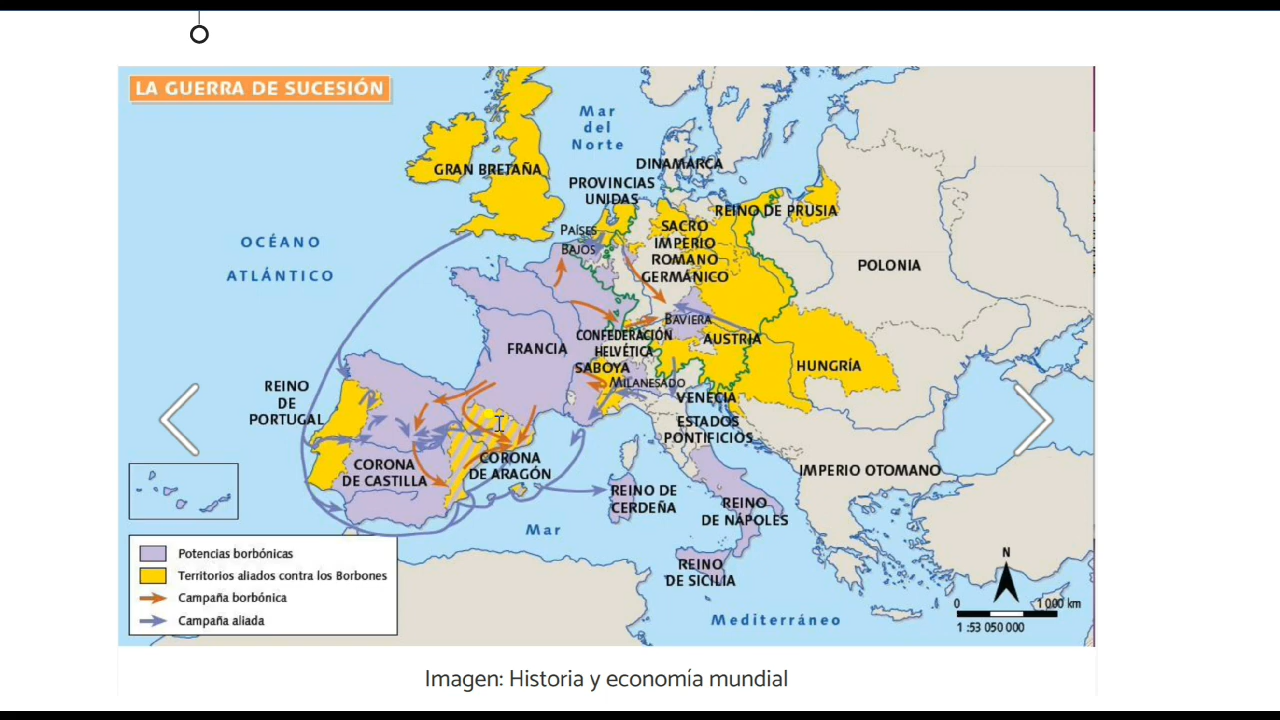 LA GUERRA DE SUCESIÓN
Mar
del
Norte
GRAN BRETAÑA
DINAMARCA
PROVINCIAS
UNIDAS
REINO DE PRUSIA
PAÍSES
BAJOS
SACRO
IMPERIO
ROMANO
GERMÁNICO
OCÉANO
ATLÁNTICO
POLONIA
BAVIERA
CONFEDERACIÓN
HELVÉTICA
AUSTRIA
FRANCIA
HUNGRÍA
SABOYA
MILANESADO
VENECIA
REINO
DE
PORTUGAL
ESTADOS
PONTIFICIOS
CORONA
DE CASTILLA
CORONA
DE ARAGÓN
IMPERIO OTOMANO
REINO DE
CERDEÑA
REINO
DE NÁPOLES
Mar
REINO
DE SICILIA
Mediterráneo
Potencias borbónicas
Territorios aliados contra los Borbones
Campaña borbónica
Campaña aliada
N
0 1 000 km
1 :53 050 000
Imagen: Historia y economía mundial